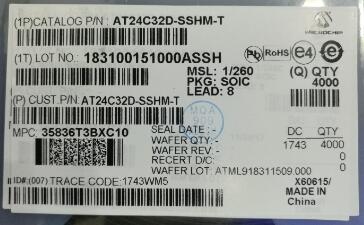 (1P)CATALOG P/N: AT24C32D-SSHM-T
MICROCHIP
(1T) LOT NO.: 183100151000ASSH
Pb RoHS e4 e
MSL: 1/260 (Q) QTY
PKG: SOIC 4000
LEAD: 8
(P) CUST.P/N: AT24C32D-SSHM-T
MQA
909
MPC: 35836T3BXC10
SEAL DATE: - DC QTY
WAFER QTY.- 1743 4000
WAFER REV.- 0
RECERT D/C: 0
WAFER LOT: ATML918311509.000
ID#:(007) TRACE CODE: 1743WM5
X60615/
MADE IN
China